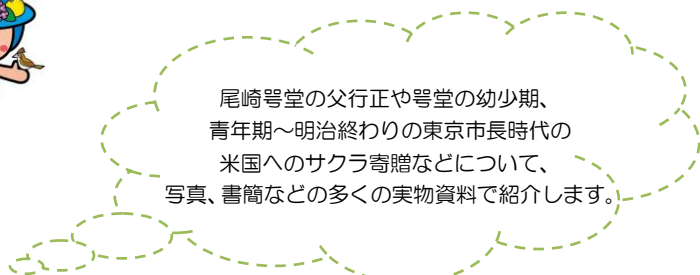 尾崎咢堂の父行正や咢堂の幼少期、
青年期～明治終わりの東京市長時代の
米国へのサクラ寄贈などについて、
写真、書簡などの多くの実物資料で紹介します。